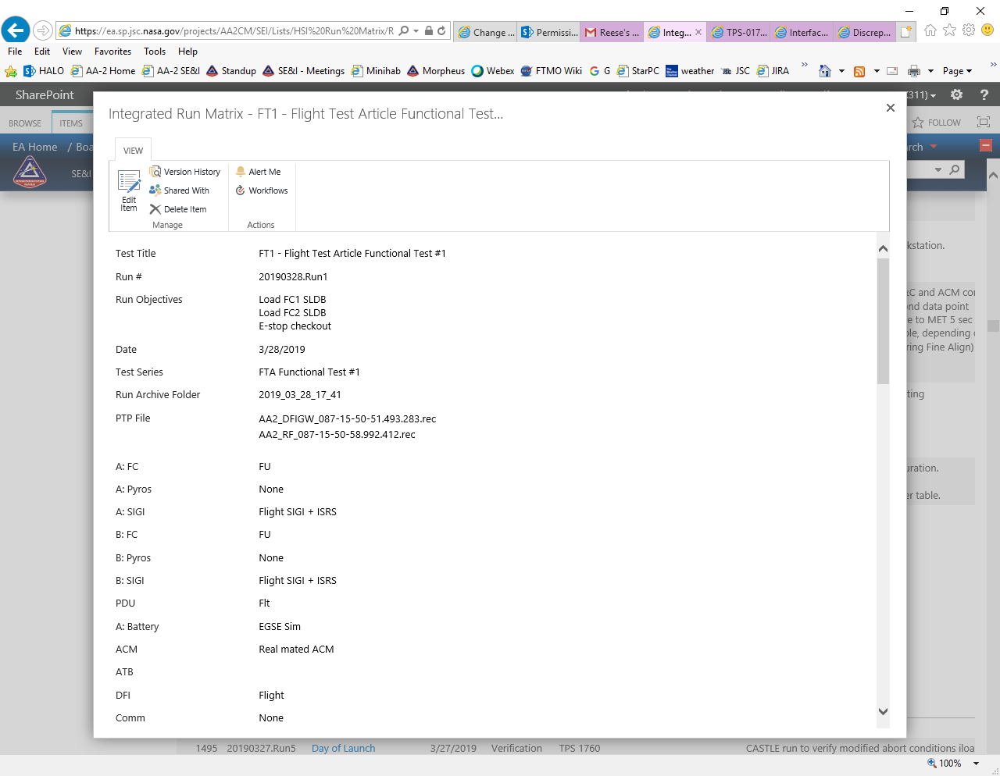 https://ea.sp.jsc.nasa.gov/projects/AA2CM/SEI/Lists/HSI%20Run%20Matrix/R
Change ...
Permissi...
Reese's ...
Integ...
TPS-017...
Interfac...
Discrep...
File Edit View Favorites Tools Help
HALO AA-2 Home AA-2 SE&I Standup SE&I - Meetings Minihab Morpheus Webex FTMO Wiki G StarPC weather JSC JIRA Page
SharePoint
311)
BROWSE ITEMS
FOLLOW
EA Home / Boa
rch
SE&I
Integrated Run Matrix - FT1 - Flight Test Article Functional Test...
VIEW
Edit Item
Version History
Shared With
Delete Item
Manage
Alert Me
Workflows
Actions
Test Title FT1 - Flight Test Article Functional Test #1
Run # 20190328.Run1
Run Objectives Load FC1 SLDB
Load FC2 SLDB
E-stop checkout
Date 3/28/2019
Test Series FTA Functional Test #1
Run Archive Folder 2019_03_28_17_41
PTP File AA2_DFIGW_087-15-50-51.493.283.rec
AA2_RF_087-15-50-58.992.412.rec
A: FC FU
A: Pyros None
A: SIGI Flight SIGI + ISRS
B: FC FU
B: Pyros None
B: SIGI Flight SIGI + ISRS
PDU Flt
A: Battery EGSE Sim
ACM Real mated ACM
ATB
DFI Flight
Comm None
kstation.
C and ACM con
nd data point
e to MET 5 sec
ble, depending
ring Fine Align)
ting
uration.
er table.
1495 20190327.Run5 Day of Launch 3/27/2019 Verification TPS 1760 CASTLE run to verify modified abort conditions iloa
100%